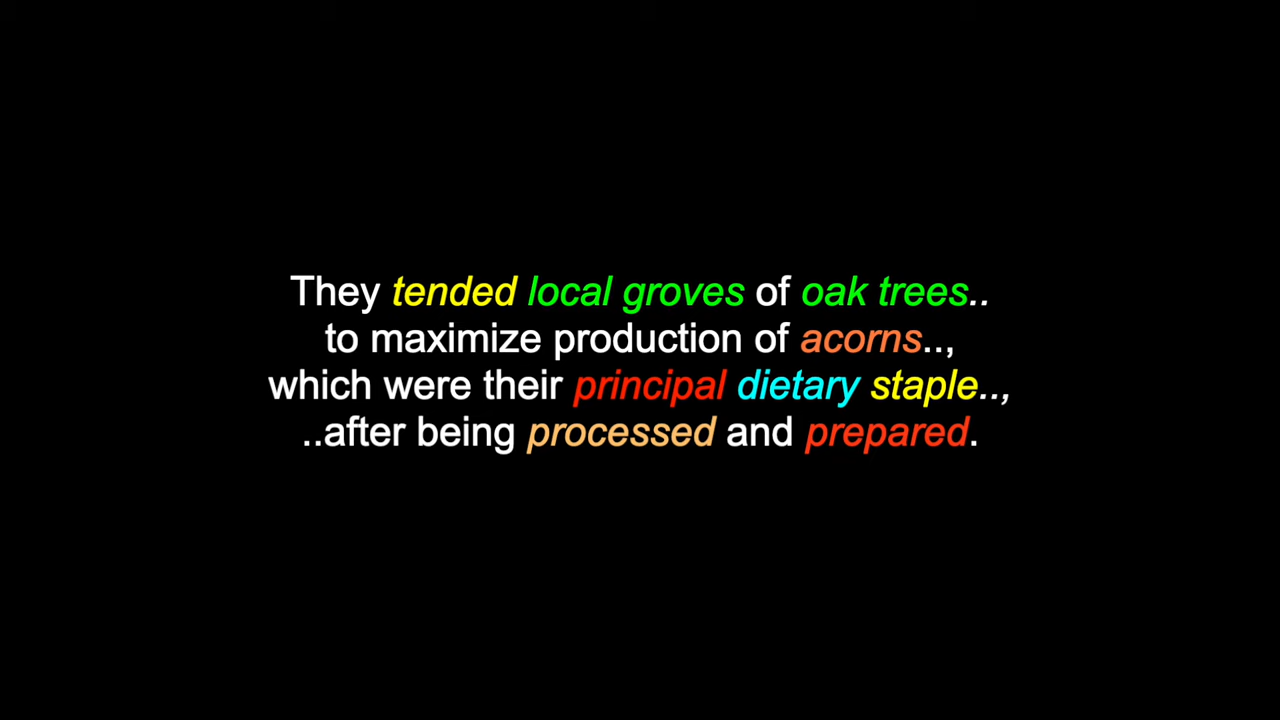 They tended local groves of oak trees..
to maximize production of acorns..,
which were their principal dietary staple..,
..after being processed and prepared.